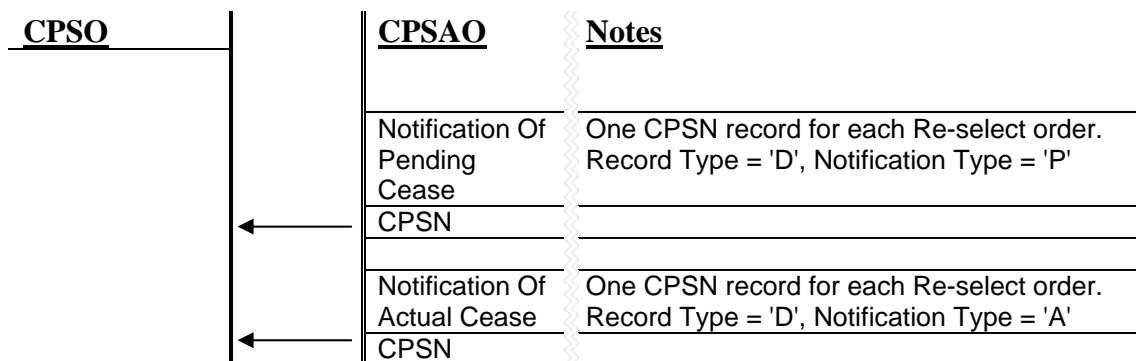 CPSO CPSAO Notes
Notification Of One CPSN record for each Re-select order.
Pending Record Type = 'D', Notification Type = 'P'
Cease
CPSN
Notification Of One CPSN record for each Re-select order.
Actual Cease Record Type = 'D', Notification Type = 'A'
CPSN